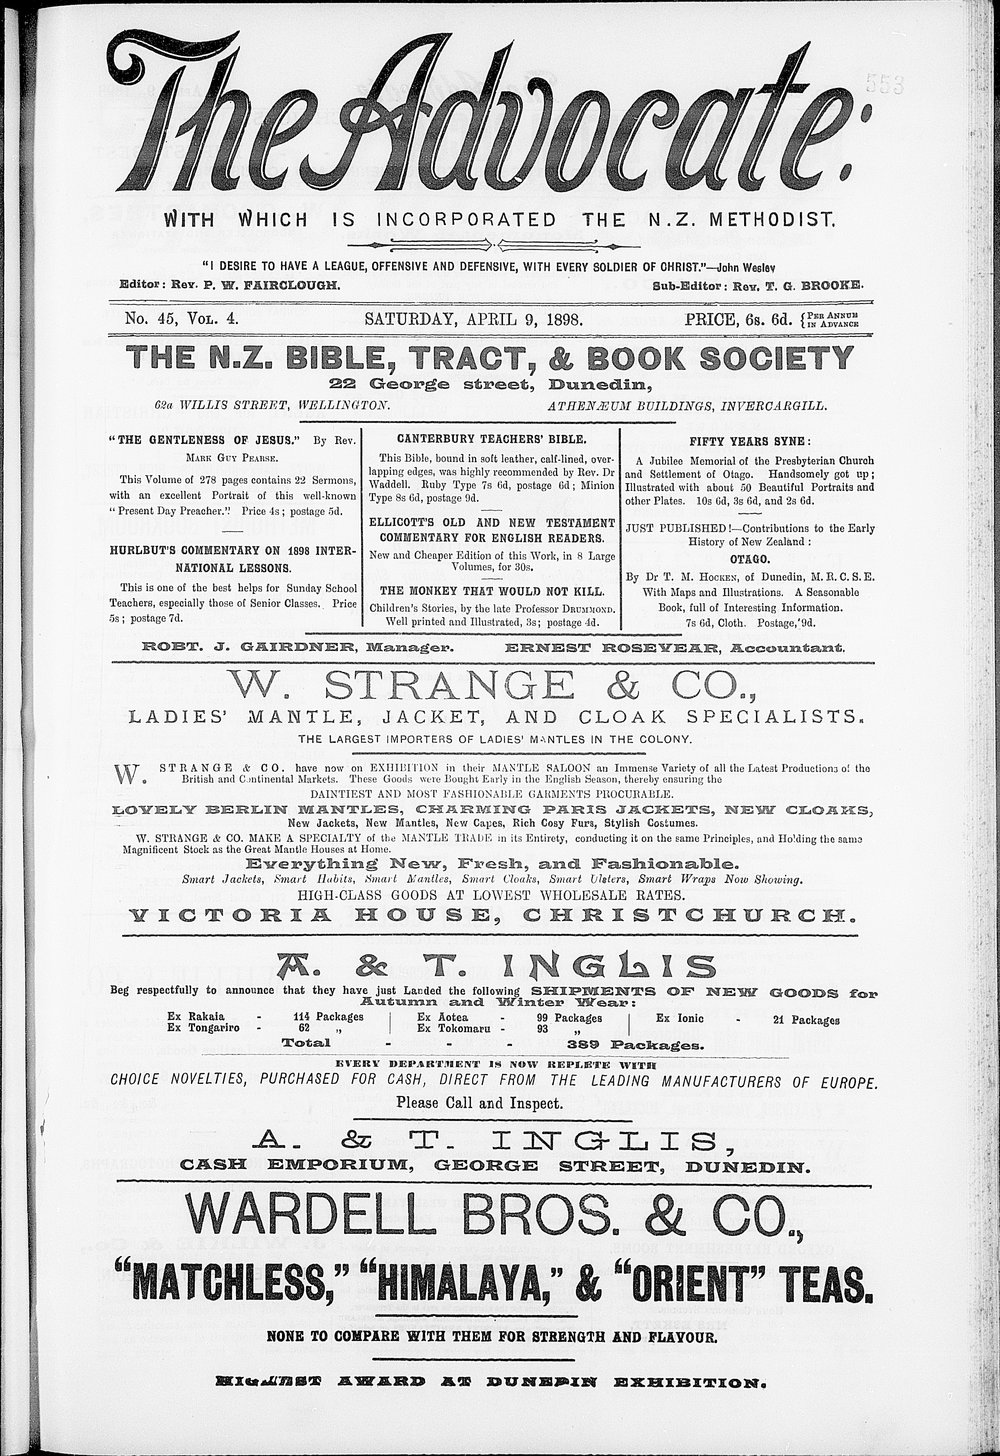 553
The Advocate:
WITH WHICH IS INCORPORATED THE N.Z. METHODIST.
"I DESIRE TO HAVE A LEAGUE, OFFENSIVE AND DEFENSIVE, WITH EVERY SOLDIER OF CHRIST."—John Wesley
Editor: Rev. P. W. FAIRCLOUGH. Sub-Editor: Rev. T. G. BROOKE.
No. 45, VOL. 4. SATURDAY, APRIL 9, 1898. PRICE, 6s. 6d. {PER ANNUM IN ADVANCE
THE N.Z. BIBLE, TRACT, & BOOK SOCIETY
22 George street, Dunedin,
62a WILLIS STREET, WELLINGTON. ATHENÆUM BUILDINGS, INVERCARGILL.
"THE GENTLENESS OF JESUS." By Rev.
MARK GUY PEARSE.
This Volume of 278 pages contains 22 Sermons,
with an excellent Portrait of this well-known
"Present Day Preacher." Price 4s; postage 5d.
HURLBUT'S COMMENTARY ON 1898 INTER-
NATIONAL LESSONS.
This is one of the best helps for Sunday School
Teachers, especially those of Senior Classes. Price
5s; postage 7d.
CANTERBURY TEACHERS' BIBLE.
This Bible, bound in soft leather, calf-lined, over-
lapping edges, was highly recommended by Rev. Dr
Waddell. Ruby Type 7s 6d, postage 6d; Minion
Type 8s 6d, postage 9d.
ELLICOTT'S OLD AND NEW TESTAMENT
COMMENTARY FOR ENGLISH READERS.
New and Cheaper Edition of this Work, in 8 Large
Volumes, for 30s.
THE MONKEY THAT WOULD NOT KILL.
Children's Stories, by the late Professor DRUMMOND.
Well printed and Illustrated, 3s; postage 4d.
FIFTY YEARS SYNE:
A Jubilee Memorial of the Presbyterian Church
and Settlement of Otago. Handsomely got up;
Illustrated with about 50 Beautiful Portraits and
other Plates. 10s 6d, 3s 6d, and 2s 6d.
JUST PUBLISHED!—Contributions to the Early
History of New Zealand:
OTAGO.
By Dr T. M. HOCKEN, of Dunedin, M.R.C.S.E.
With Maps and Illustrations. A Seasonable
Book, full of Interesting Information.
7s 6d, Cloth. Postage, 9d.
ROBT. J. GAIRDNER, Manager. ERNEST ROSEVEAR, Accountant.
W. STRANGE & CO.,
LADIES' MANTLE, JACKET, AND CLOAK SPECIALISTS.
THE LARGEST IMPORTERS OF LADIES' MANTLES IN THE COLONY.
W. STRANGE & CO. have now on EXHIBITION in their MANTLE SALOON an Immense Variety of all the Latest Productions of the
British and Continental Markets. These Goods were Bought Early in the English Season, thereby ensuring the
DAINTIEST AND MOST FASHIONABLE GARMENTS PROCURABLE.
LOVELY BERLIN MANTLES, CHARMING PARIS JACKETS, NEW CLOAKS,
New Jackets, New Mantles, New Capes, Rich Cosy Furs, Stylish Costumes.
W. STRANGE & CO. MAKE A SPECIALTY of the MANTLE TRADE in its Entirety, conducting it on the same Principles, and Holding the same
Magnificent Stock as the Great Mantle Houses at Home.
Everything New, Fresh, and Fashionable.
Smart Jackets, Smart Habits, Smart Mantles, Smart Cloaks, Smart Ulsters, Smart Wraps Now Showing.
HIGH-CLASS GOODS AT LOWEST WHOLESALE RATES.
VICTORIA HOUSE, CHRISTCHURCH.
A. & T. INGLIS
Beg respectfully to announce that they have just Landed the following SHIPMENTS OF NEW GOODS for
Autumn and Winter Wear:
Ex Rakaia - 114 Packages | Ex Aotea - 99 Packages | Ex Ionic - 21 Packages
Ex Tongariro - 62 „ | Ex Tokomaru - 93 „
Total - - - 389 Packages.
EVERY DEPARTMENT IS NOW REPLETE WITH
CHOICE NOVELTIES, PURCHASED FOR CASH, DIRECT FROM THE LEADING MANUFACTURERS OF EUROPE.
Please Call and Inspect.
A. & T. INGLIS,
CASH EMPORIUM, GEORGE STREET, DUNEDIN.
WARDELL BROS. & CO.,
"MATCHLESS," "HIMALAYA," & "ORIENT" TEAS.
NONE TO COMPARE WITH THEM FOR STRENGTH AND FLAVOUR.
HIGHEST AWARD AT DUNEDIN EXHIBITION.